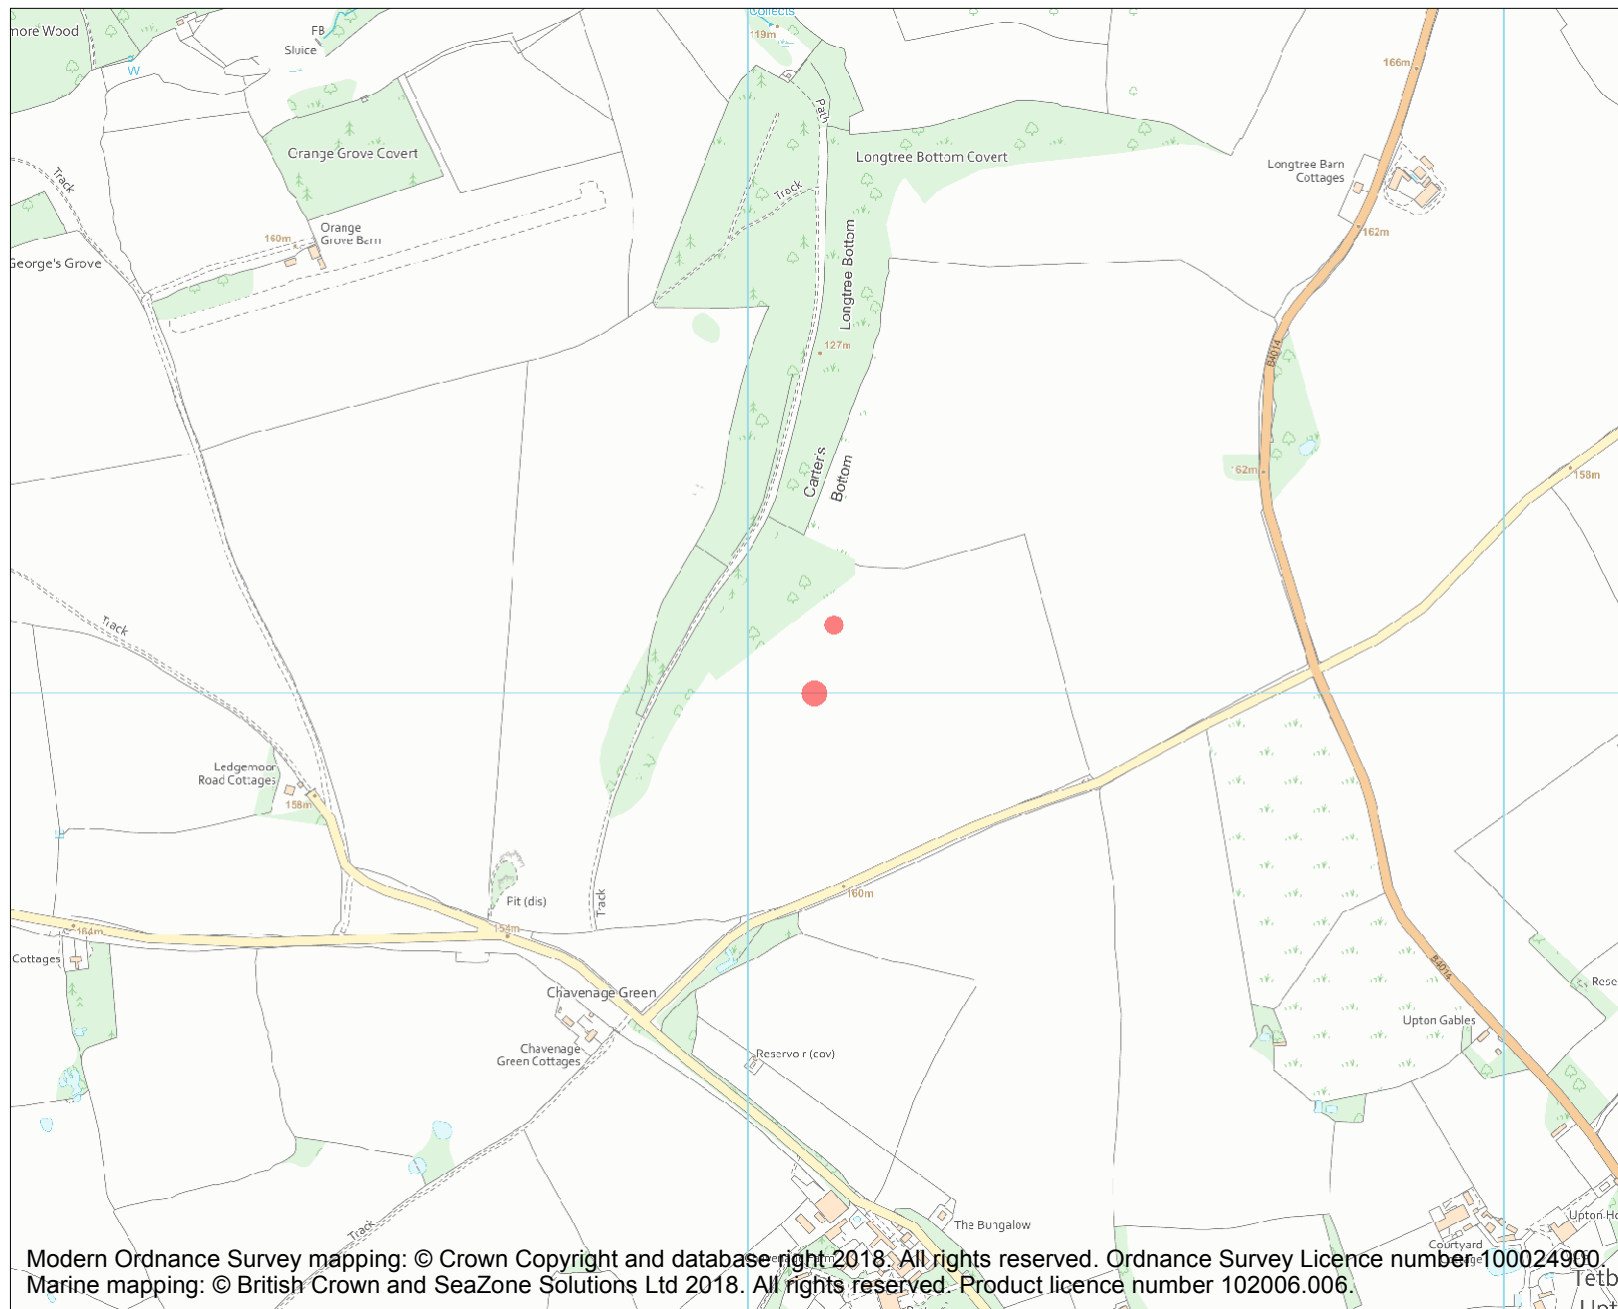 Collects
119m
more Wood
FB
Sluice
W
166m
Path
Orange Grove Covert
Longtree Bottom Covert
Longtree Barn
Cottages
Track
Track
Orange
Grove Barn
160m
162m
George's Grove
Longtree Bottom
127m
B4014
Carter's
Bottom
162m
158m
Track
Ledgemoor
Road Cottages
158m
Pit (dis)
Track
160m
164m
154m
Cottages
B4014
Chavenage Green
Upton Gables
Chavenage
Green Cottages
Reservoir (cov)
Track
The Bungalow
Courtyard
Modern Ordnance Survey mapping: © Crown Copyright and database right 2018. All rights reserved. Ordnance Survey Licence number 100024900.
Marine mapping: © British Crown and SeaZone Solutions Ltd 2018. All rights reserved. Product licence number 102006.006.
Tetb